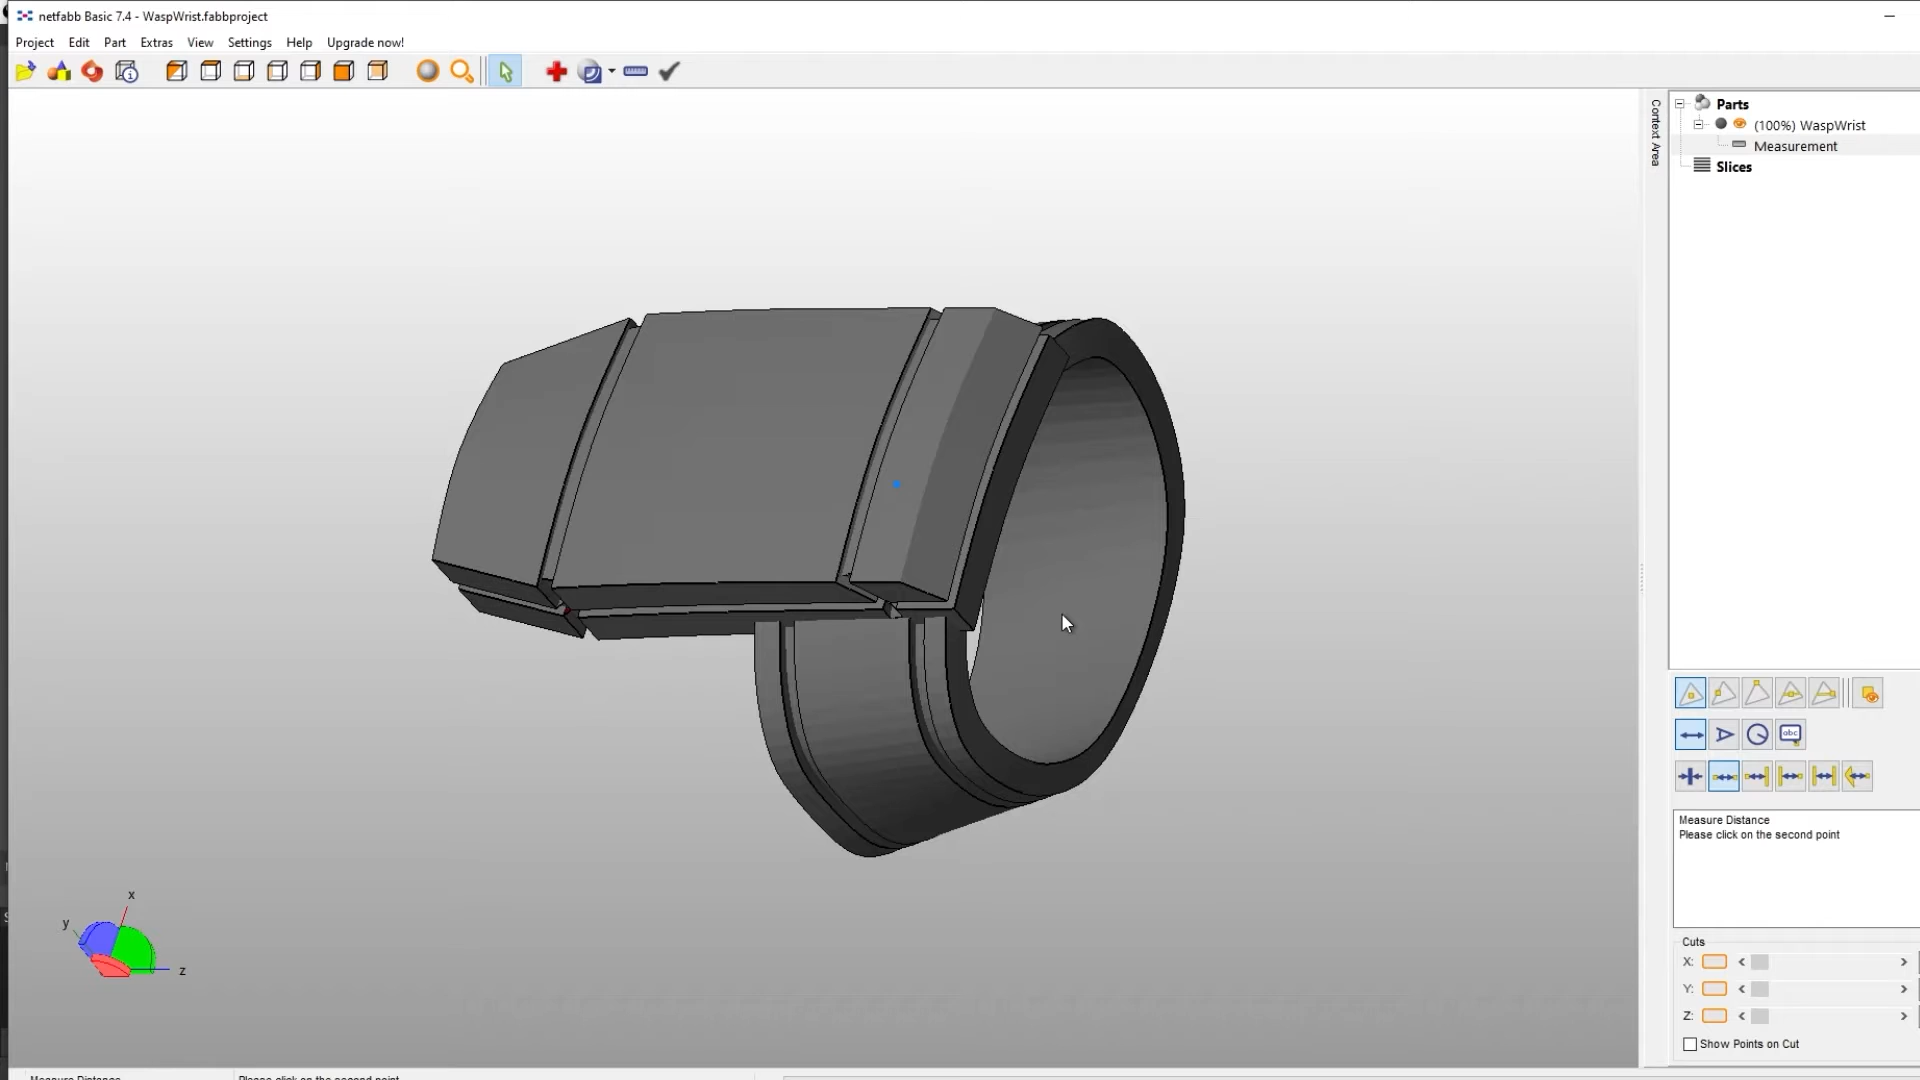 netfabb Basic 7.4 - WaspWrist.fabbproject
Project Edit Part Extras View Settings Help Upgrade now!
Context Area
Parts
(100%) WaspWrist
Measurement
Slices
abc
Measure Distance
Please click on the second point
x
y
z
Cuts
X:
Y:
Z:
Show Points on Cut
Measure Distance Please click on the second point